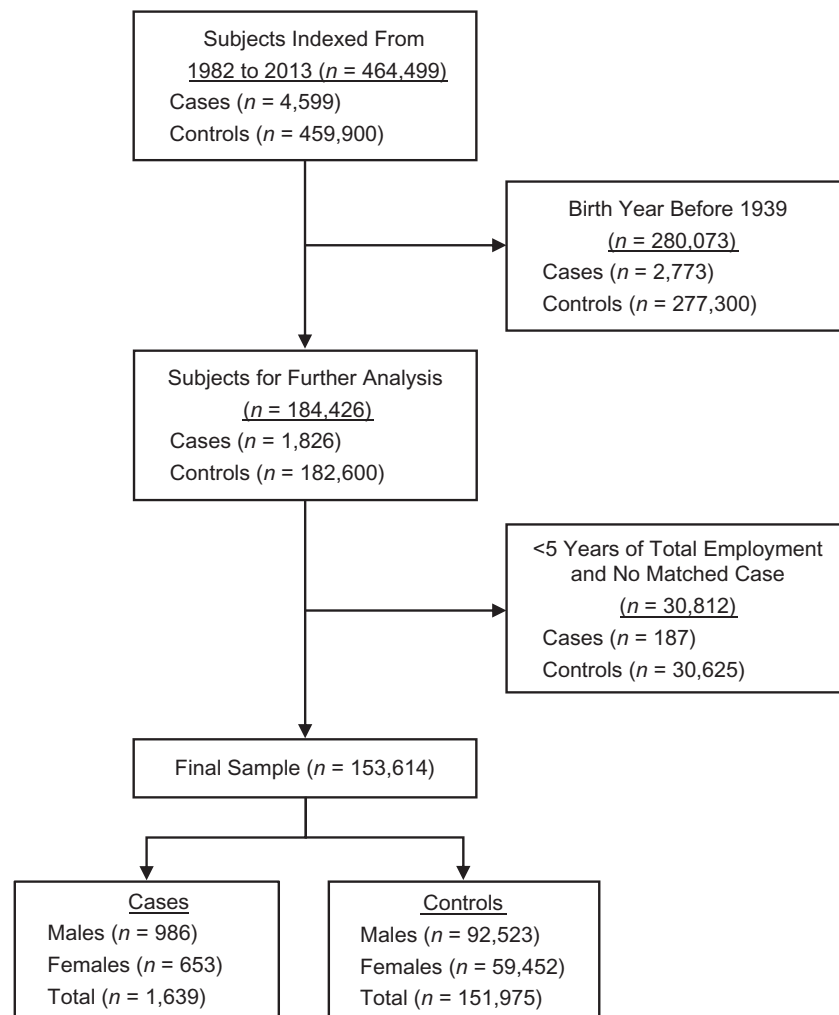 Subjects Indexed From
1982 to 2013 (n = 464,499)
Cases (n = 4,599)
Controls (n = 459,900)
Birth Year Before 1939
(n = 280,073)
Cases (n = 2,773)
Controls (n = 277,300)
Subjects for Further Analysis
(n = 184,426)
Cases (n = 1,826)
Controls (n = 182,600)
<5 Years of Total Employment
and No Matched Case
(n = 30,812)
Cases (n = 187)
Controls (n = 30,625)
Final Sample (n = 153,614)
Cases
Males (n = 986)
Females (n = 653)
Total (n = 1,639)
Controls
Males (n = 92,523)
Females (n = 59,452)
Total (n = 151,975)